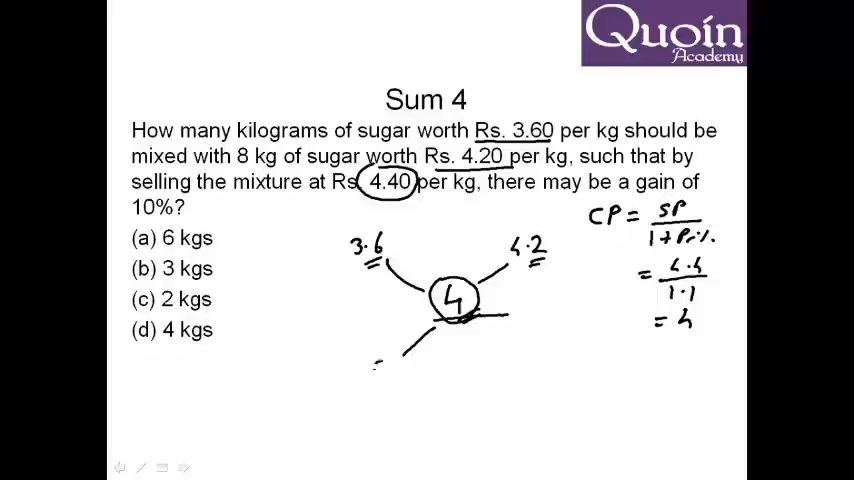 Quoin
Academy
Sum 4
How many kilograms of sugar worth Rs. 3.60 per kg should be
mixed with 8 kg of sugar worth Rs. 4.20 per kg, such that by
selling the mixture at Rs. 4.40 per kg, there may be a gain of
10%?
(a) 6 kgs
(b) 3 kgs
(c) 2 kgs
(d) 4 kgs
CP = SP / 1 + Pr%
= 4.4 / 1.1
= 4
3.6 4.2
4